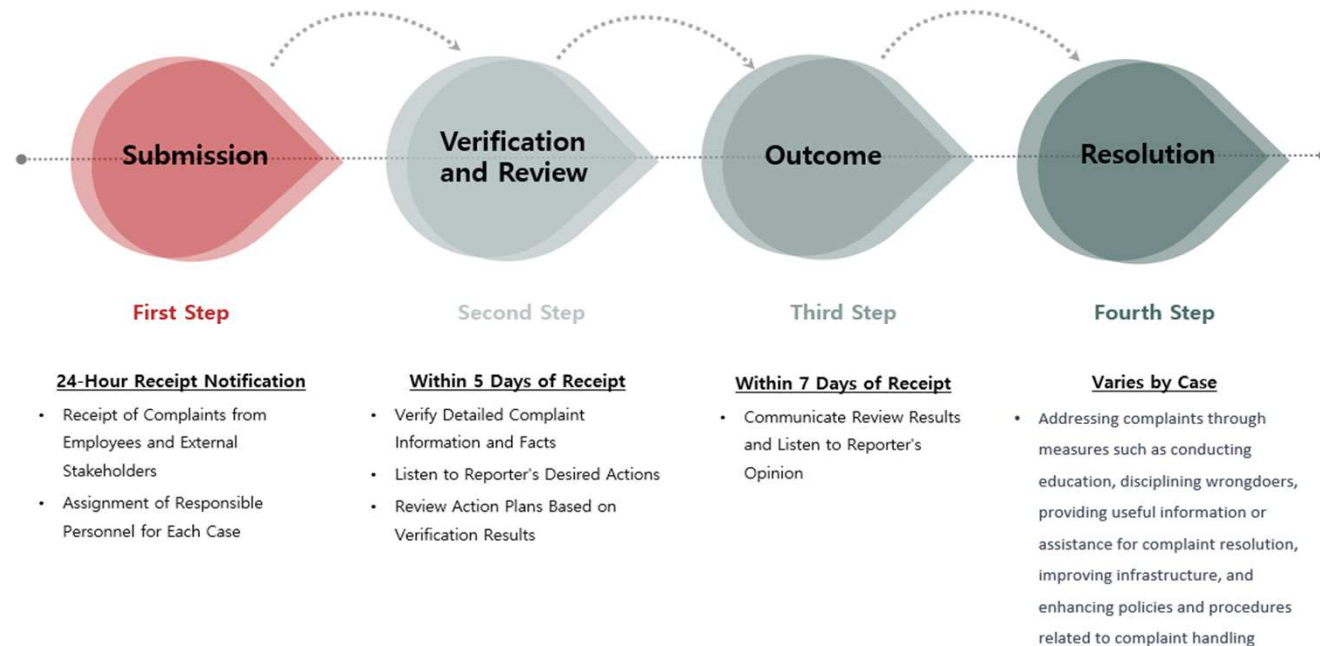 Submission
Verification
and Review
Outcome
Resolution
First Step
Second Step
Third Step
Fourth Step
24-Hour Receipt Notification
• Receipt of Complaints from
Employees and External
Stakeholders
• Assignment of Responsible
Personnel for Each Case
Within 5 Days of Receipt
• Verify Detailed Complaint
Information and Facts
• Listen to Reporter's Desired Actions
• Review Action Plans Based on
Verification Results
Within 7 Days of Receipt
• Communicate Review Results
and Listen to Reporter's
Opinion
Varies by Case
• Addressing complaints through
measures such as conducting
education, disciplining wrongdoers,
providing useful information or
assistance for complaint resolution,
improving infrastructure, and
enhancing policies and procedures
related to complaint handling